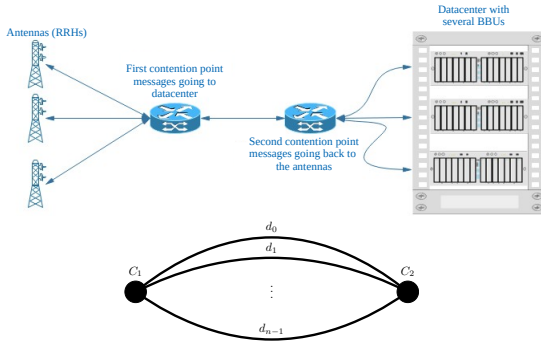 Datacenter with
several BBUs
Antennas (RRHs)
First contention point
messages going to
datacenter
Second contention point
messages going back to
the antennas
d₀
d₁
C₁
C₂
⋮
dₙ₋₁